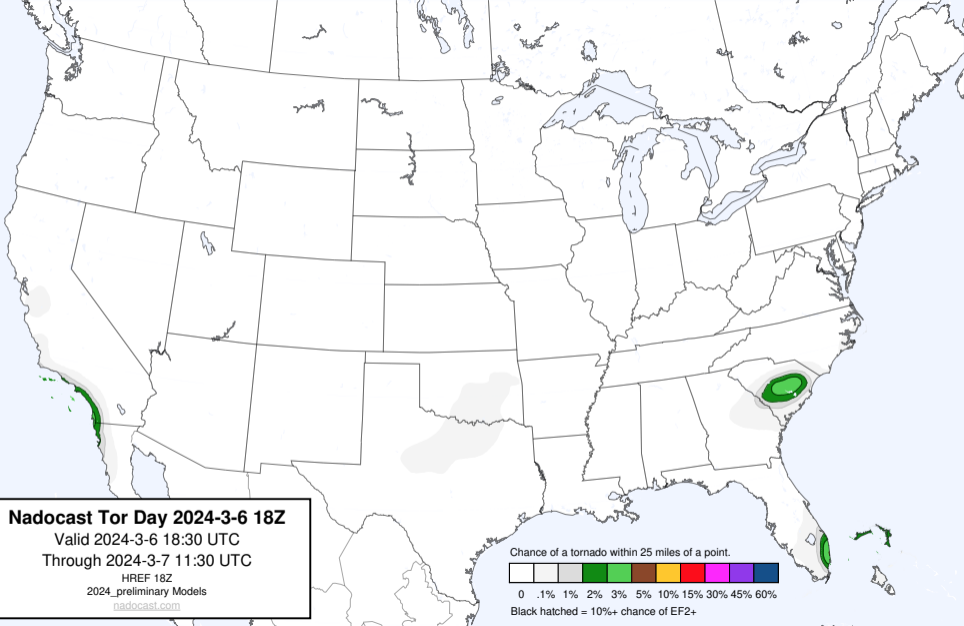 Nadocast Tor Day 2024-3-6 18Z
Valid 2024-3-6 18:30 UTC
Through 2024-3-7 11:30 UTC
HREF 18Z
2024_preliminary Models
nadocast.com
Chance of a tornado within 25 miles of a point.
0 .1% 1% 2% 3% 5% 10% 15% 30% 45% 60%
Black hatched = 10%+ chance of EF2+